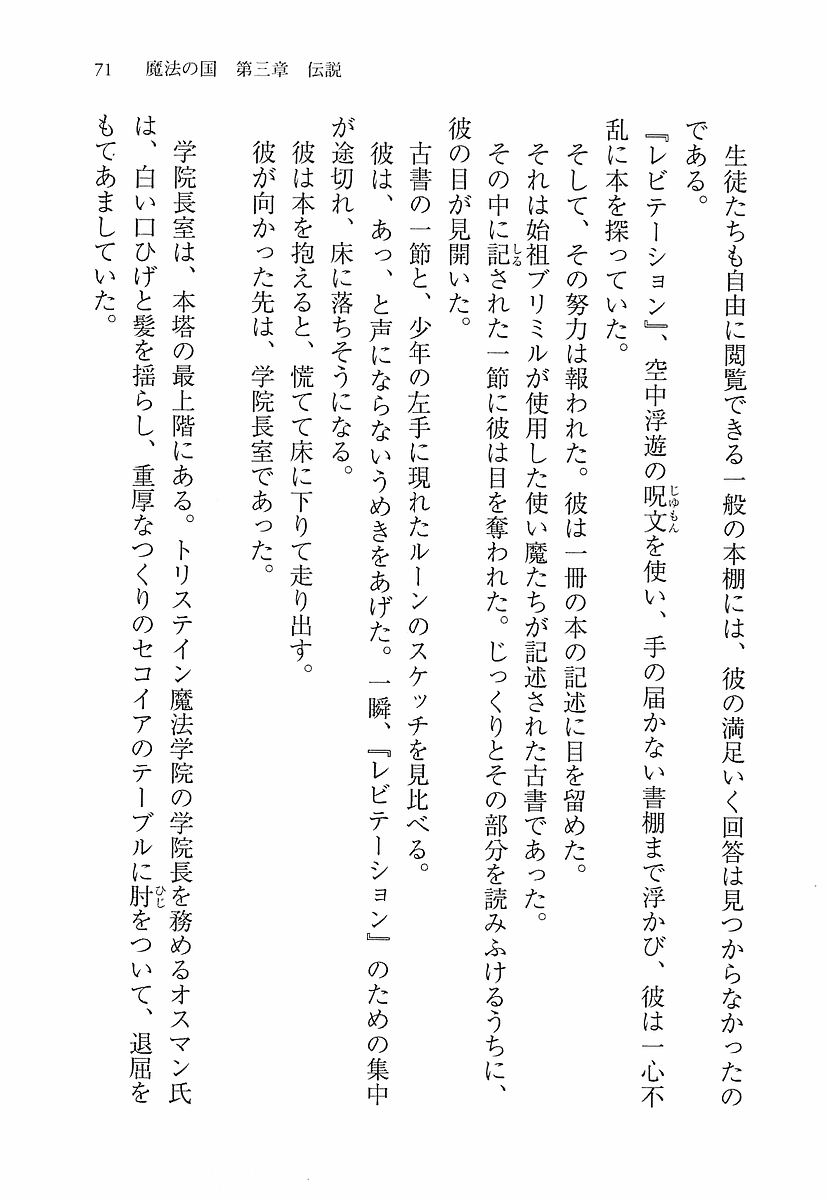 71　魔法の国　第三章　伝説
生徒たちも自由に閲覧できる一般の本棚には、彼の満足いく回答は見つからなかったの
である。
『レビテーション』、空中浮遊の呪文を使い、手の届かない書棚まで浮かび、彼は一心不
乱に本を探っていた。
そして、その努力は報われた。彼は一冊の本の記述に目を留めた。
それは始祖ブリミルが使用した使い魔たちが記述された古書であった。
その中に記された一節に彼は目を奪われた。じっくりとその部分を読みふけるうちに、
彼の目が見開いた。
古書の一節と、少年の左手に現れたルーンのスケッチを見比べる。
彼は、あっ、と声にならないうめきをあげた。一瞬、『レビテーション』のための集中
が途切れ、床に落ちそうになる。
彼は本を抱えると、慌てて床に下りて走り出す。
彼が向かった先は、学院長室であった。
学院長室は、本塔の最上階にある。トリステイン魔法学院の学院長を務めるオスマン氏
は、白い口ひげと髪を揺らし、重厚なつくりのセコイアのテーブルに肘をついて、退屈を
もてあましていた。
じゅもん
しる
ひじ